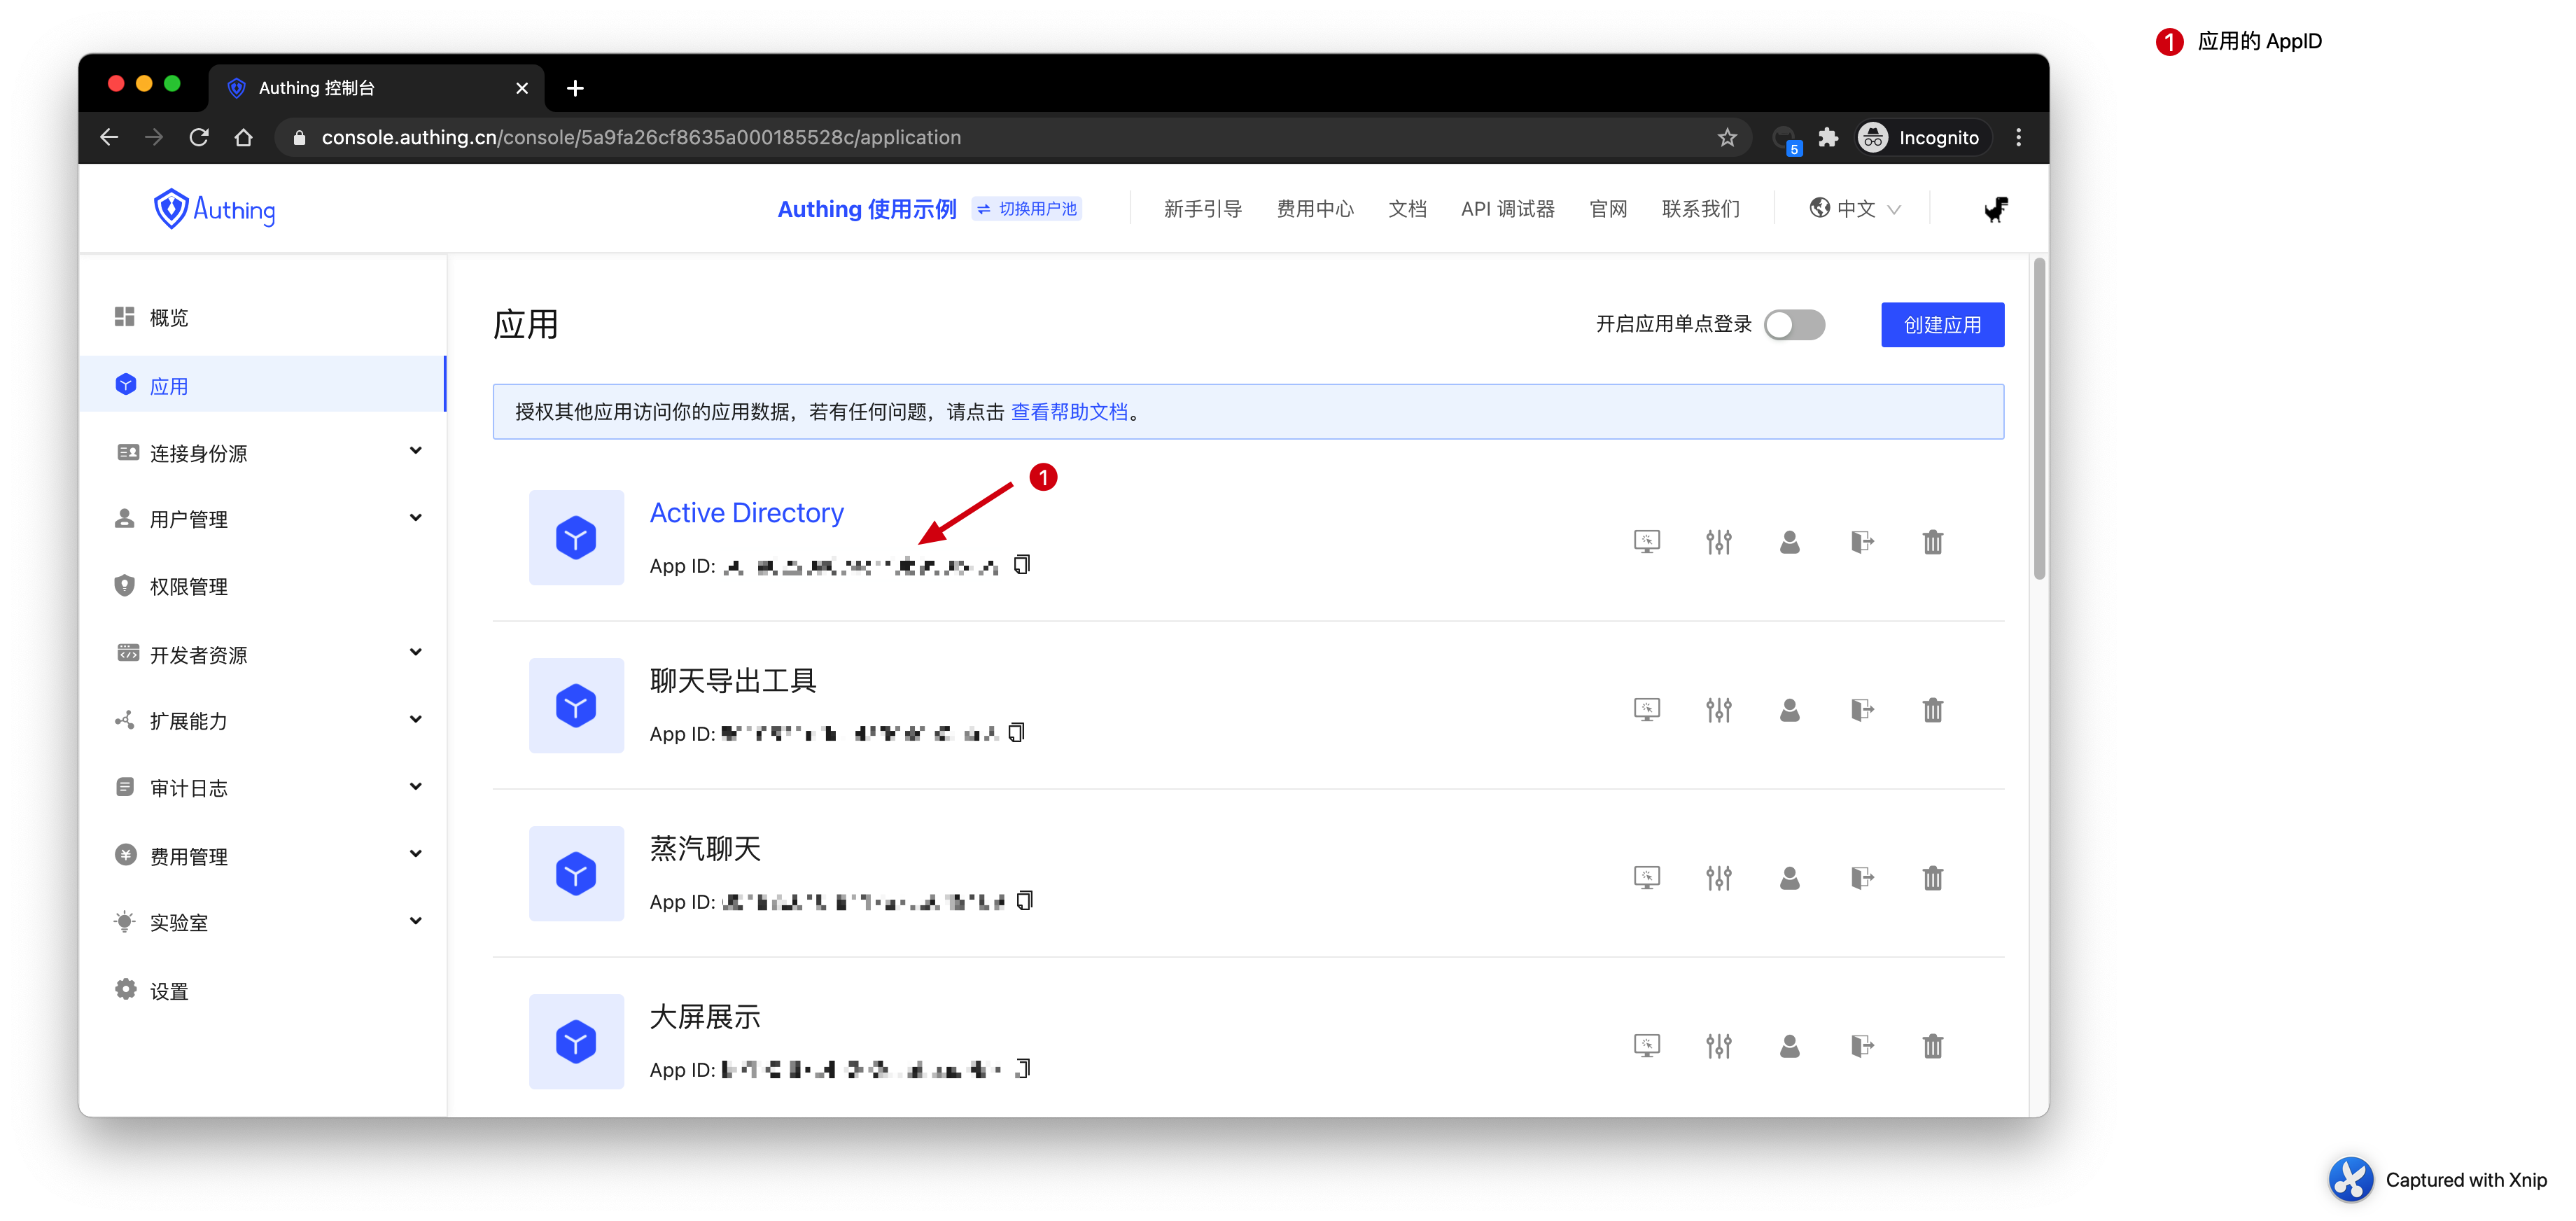 1 应用的 AppID
Authing 控制台
console.authing.cn/console/5a9fa26cf8635a000185528c/application
5
Incognito
Authing
Authing 使用示例 切换用户池 新手引导 费用中心 文档 API 调试器 官网 联系我们 中文
概览
应用
连接身份源
用户管理
权限管理
开发者资源
扩展能力
审计日志
费用管理
实验室
设置
应用
开启应用单点登录 创建应用
授权其他应用访问你的应用数据，若有任何问题，请点击 查看帮助文档。
1
Active Directory
App ID:
聊天导出工具
App ID:
蒸汽聊天
App ID:
大屏展示
App ID:
Captured with Xnip